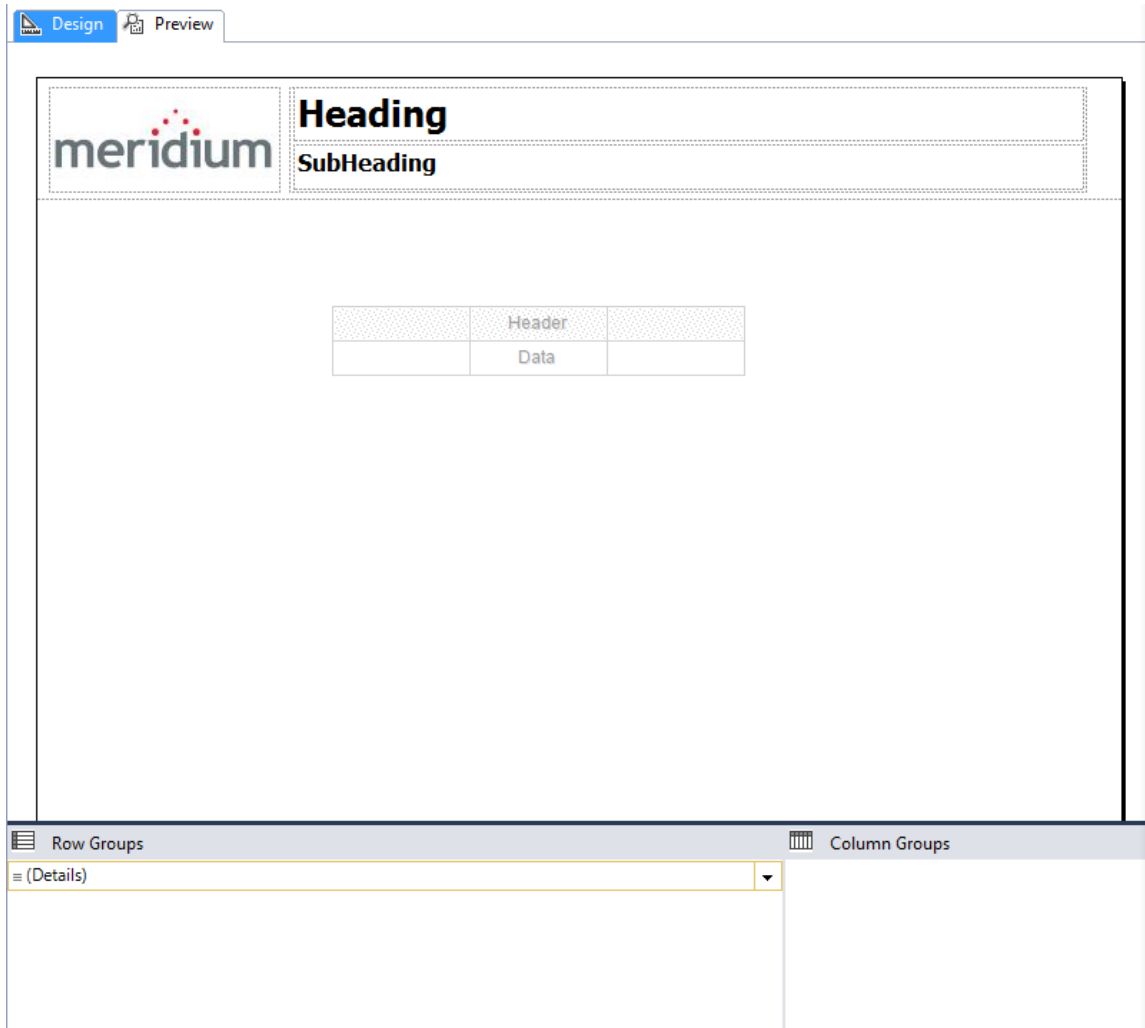 Design Preview
meridium
Heading
SubHeading
Header
Data
Row Groups Column Groups
(Details)